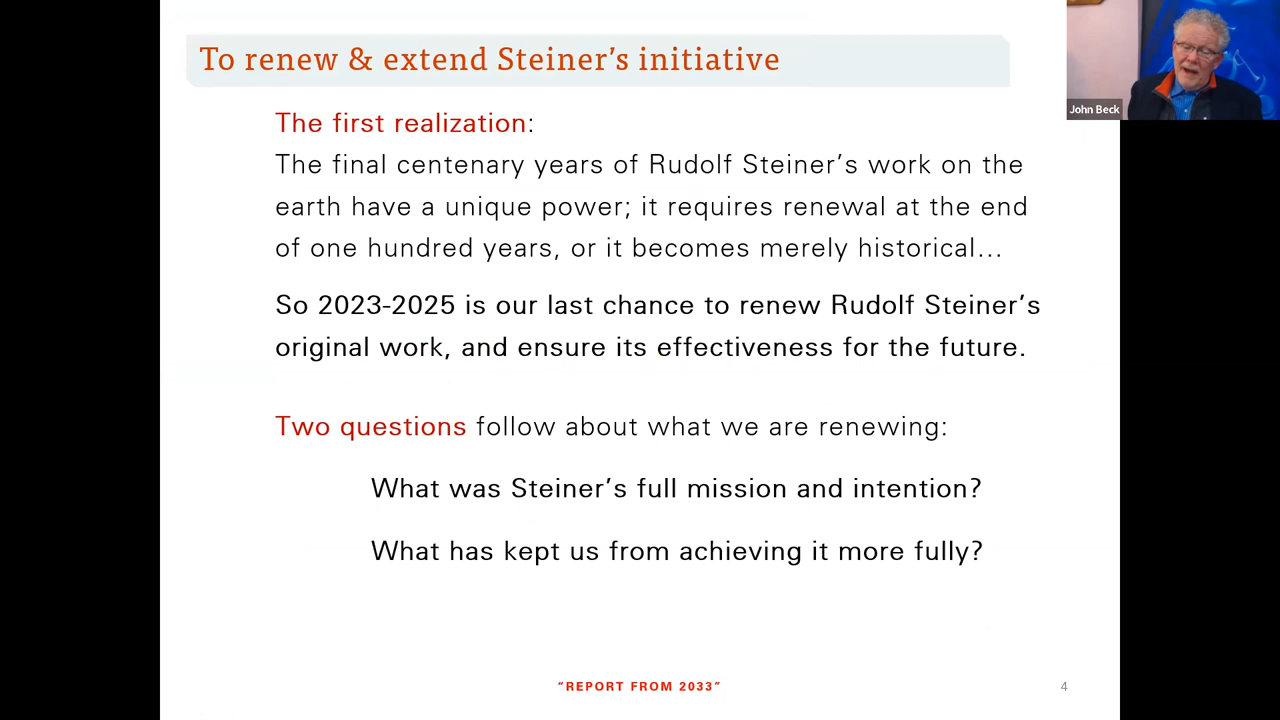 To renew & extend Steiner’s initiative
John Beck
The first realization:
The final centenary years of Rudolf Steiner’s work on the
earth have a unique power; it requires renewal at the end
of one hundred years, or it becomes merely historical…
So 2023-2025 is our last chance to renew Rudolf Steiner’s
original work, and ensure its effectiveness for the future.
Two questions follow about what we are renewing:
What was Steiner’s full mission and intention?
What has kept us from achieving it more fully?
“REPORT FROM 2033”
4